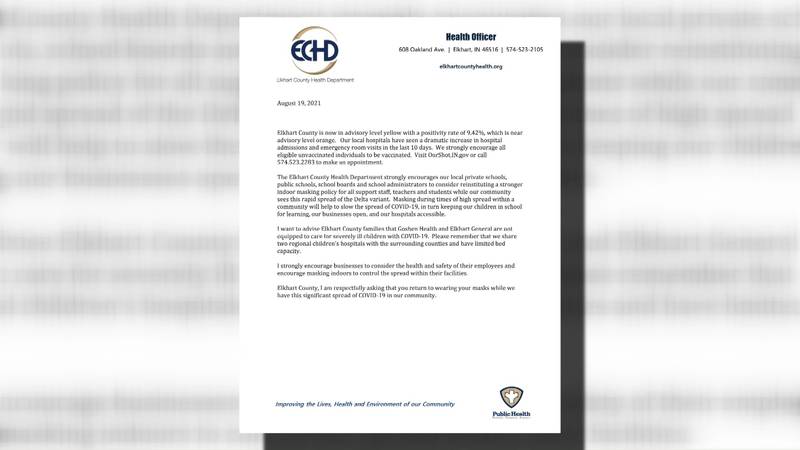 ECHD
Elkhart County Health Department
Health Officer
608 Oakland Ave. | Elkhart, IN 46516 | 574-523-2105
elkhartcountyhealth.org
August 19, 2021
Elkhart County is now in advisory level yellow with a positivity rate of 9.42%, which is near
advisory level orange. Our local hospitals have seen a dramatic increase in hospital
admissions and emergency room visits in the last 10 days. We strongly encourage all
eligible unvaccinated individuals to be vaccinated. Visit OurShot.IN.gov or call
574.523.2283 to make an appointment.
The Elkhart County Health Department strongly encourages our local private schools,
public schools, school boards and school administrators to consider reinstituting a stronger
indoor masking policy for all support staff, teachers and students while our community
sees this rapid spread of the Delta variant. Masking during times of high spread within a
community will help to slow the spread of COVID-19, in turn keeping our children in school
for learning, our businesses open, and our hospitals accessible.
I want to advise Elkhart County families that Goshen Health and Elkhart General are not
equipped to care for severely ill children with COVID-19. Please remember that we share
two regional children's hospitals with the surrounding counties and have limited bed
capacity.
I strongly encourage businesses to consider the health and safety of their employees and
encourage masking indoors to control the spread within their facilities.
Elkhart County, I am respectfully asking that you return to wearing your masks while we
have this significant spread of COVID-19 in our community.
Improving the Lives, Health and Environment of our Community
Public Health